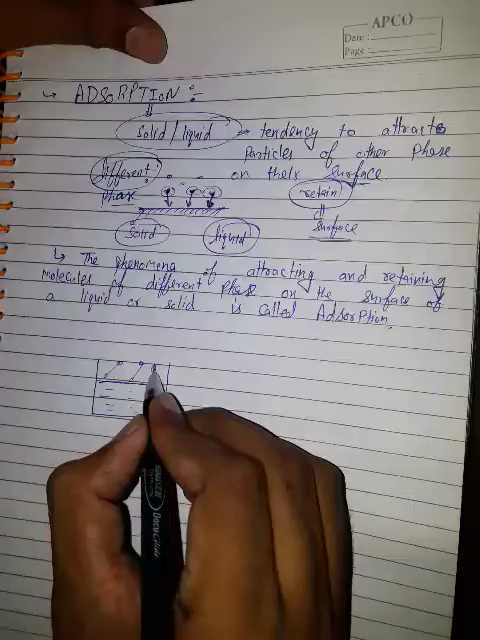 APCO
Date :
Page :
↳ ADSORPTION :-
Solid / liquid → tendency to attracts
Particles of other Phase
on their surface
Different Phase
retain
Surface
Solid liquid
↳ The phenomena of attracting and retaining
molecules of different Phase on the surface of
a liquid or solid is called Adsorption.